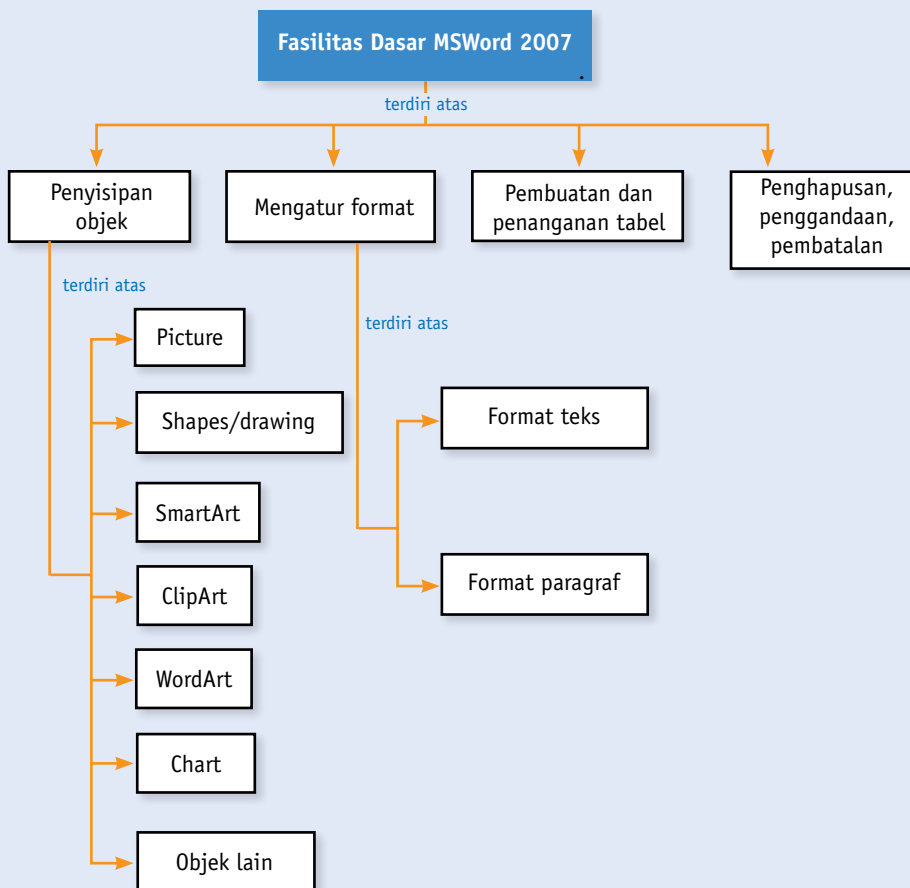 Fasilitas Dasar MSWord 2007
.
terdiri atas
Penyisipan
objek
Mengatur format
Pembuatan dan
penanganan tabel
Penghapusan,
penggandaan,
pembatalan
terdiri atas
Picture
Shapes/drawing
SmartArt
ClipArt
WordArt
Chart
Objek lain
terdiri atas
Format teks
Format paragraf